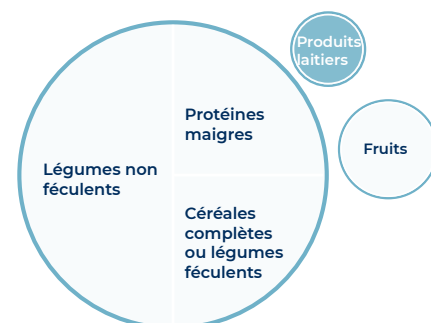 Produits
laitiers
Protéines
maigres
Fruits
Légumes non
féculents
Céréales
complètes
ou légumes
féculents